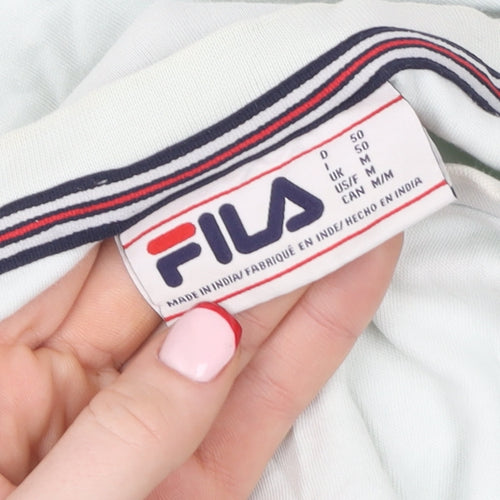 FILA
D 50
I 50
UK M
US/F M
CAN M/M
MADE IN INDIA/FABRIQUÉ EN INDE/HECHO EN INDIA